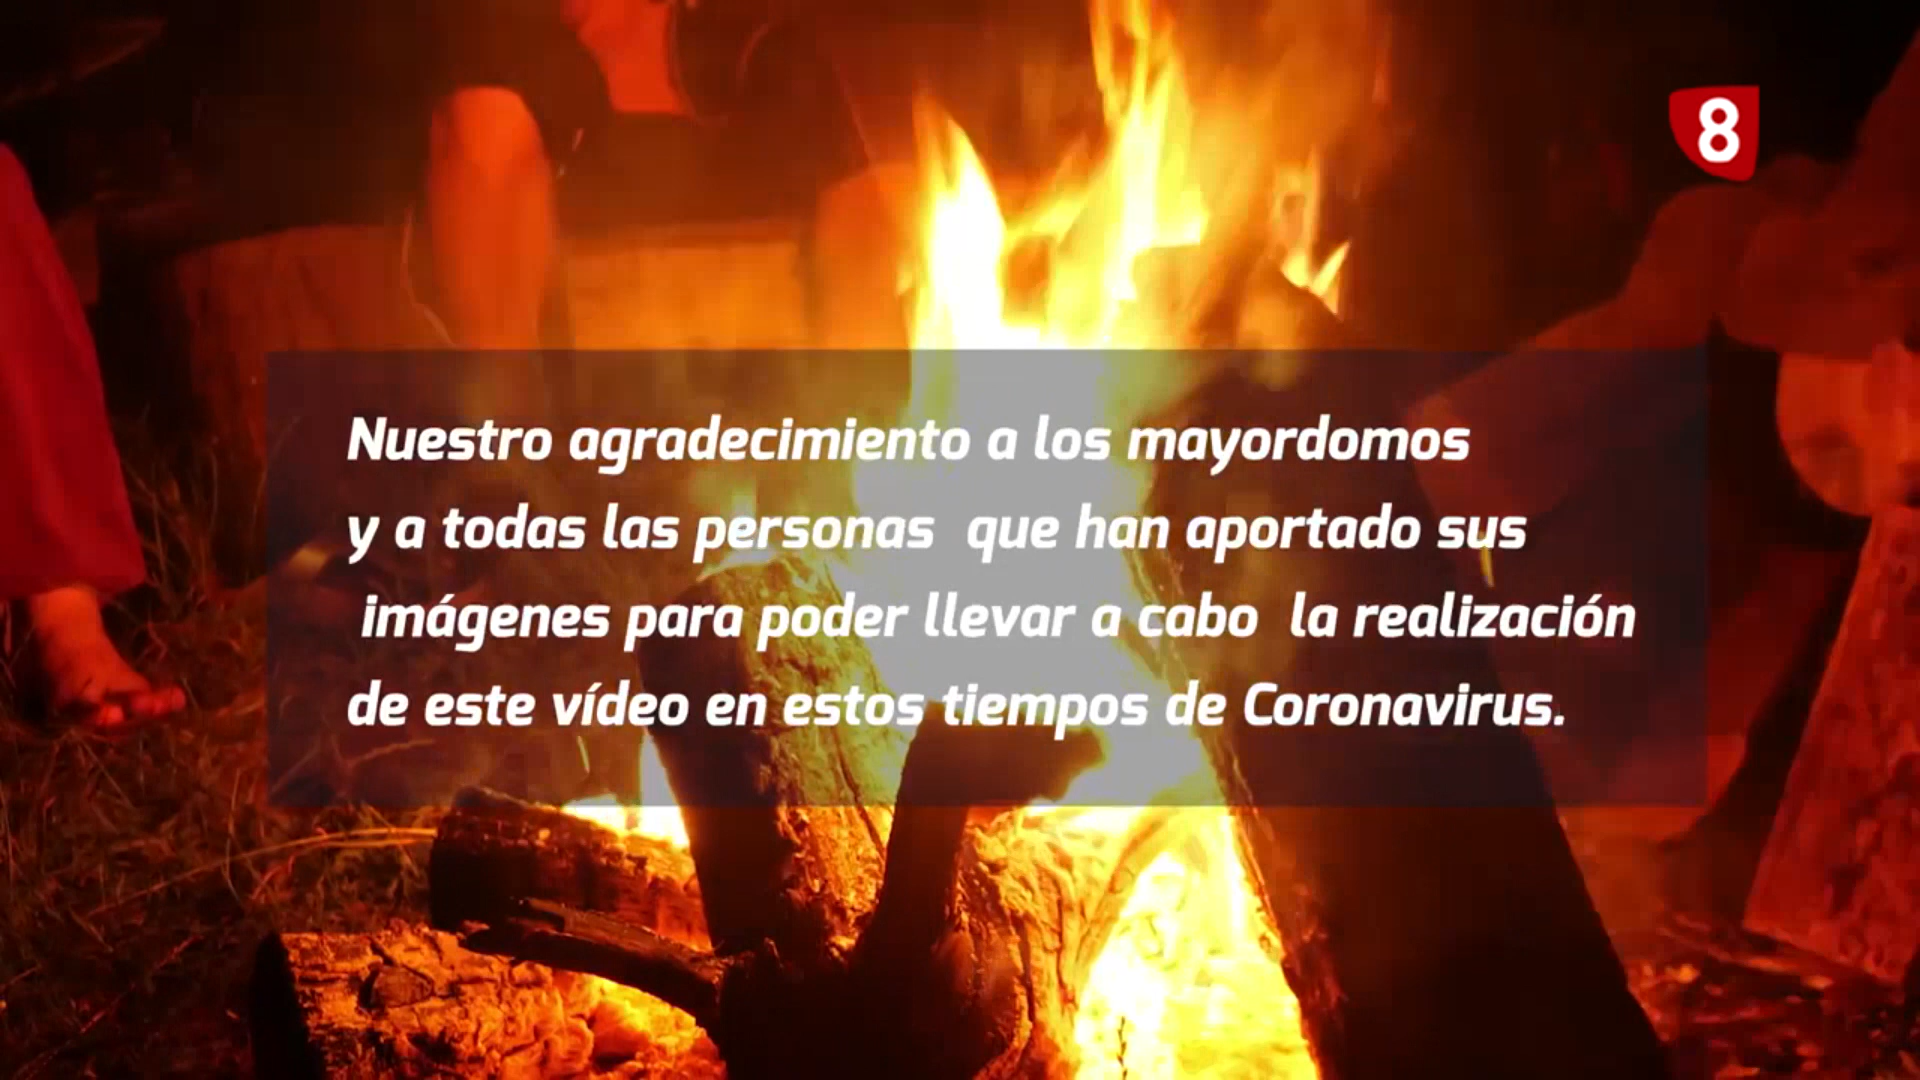 8
Nuestro agradecimiento a los mayordomos
y a todas las personas que han aportado sus
imágenes para poder llevar a cabo la realización
de este vídeo en estos tiempos de Coronavirus.